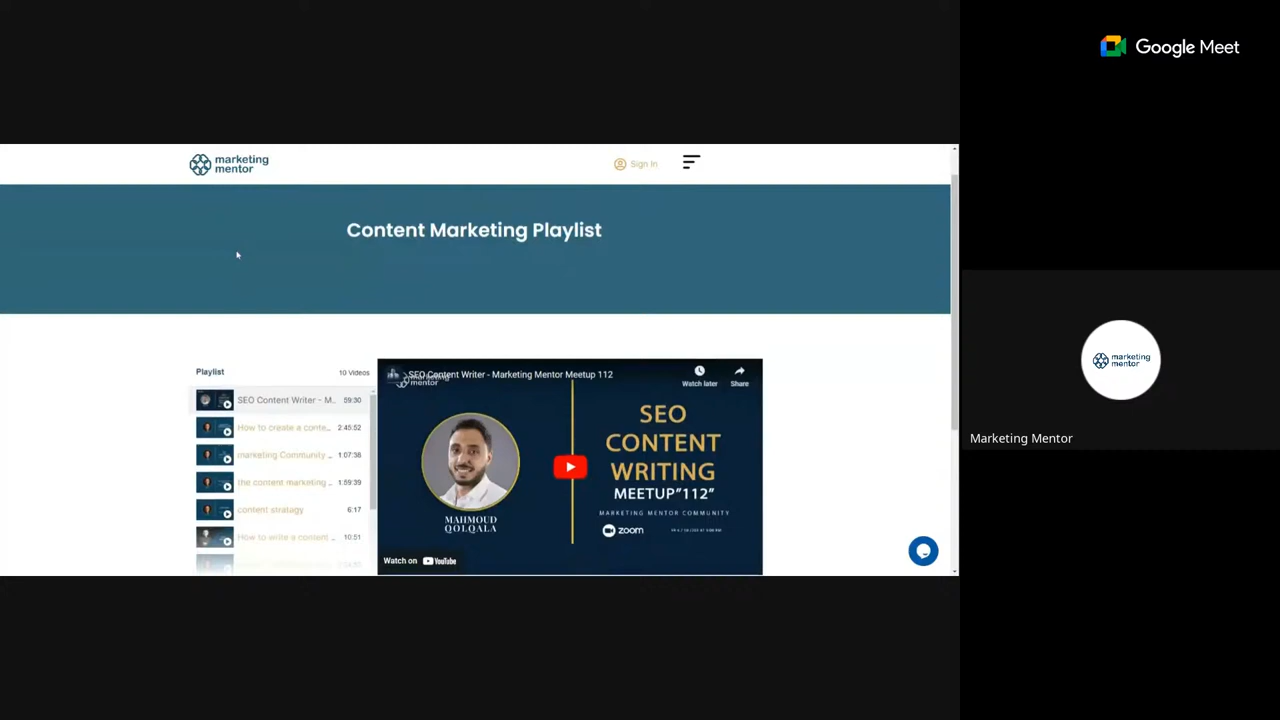 Google Meet
marketing
mentor
Sign In
Content Marketing Playlist
Playlist
10 Videos
SEO Content Writer - M..
59:30
How to create a conte..
2:45:52
marketing Community ..
1:07:38
the content marketing ..
1:59:39
content stratagy
6:17
How to write a content ..
10:51
SEO Content Writer - Marketing Mentor Meetup 112
mentor
Watch later
Share
SEO
CONTENT
WRITING
MEETUP"112"
MARKETING MENTOR COMMUNITY
zoom
MAHMOUD
QOLQALA
Watch on YouTube
marketing
mentor
Marketing Mentor